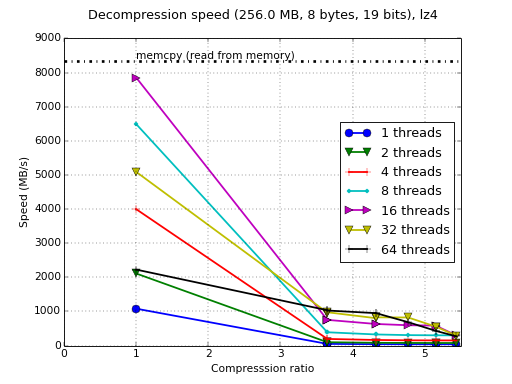 Decompression speed (256.0 MB, 8 bytes, 19 bits), lz4
9000
8000
7000
6000
5000
4000
3000
2000
1000
0
Speed (MB/s)
memcpy (read from memory)
1 threads
2 threads
4 threads
8 threads
16 threads
32 threads
64 threads
0 1 2 3 4 5
Compresssion ratio